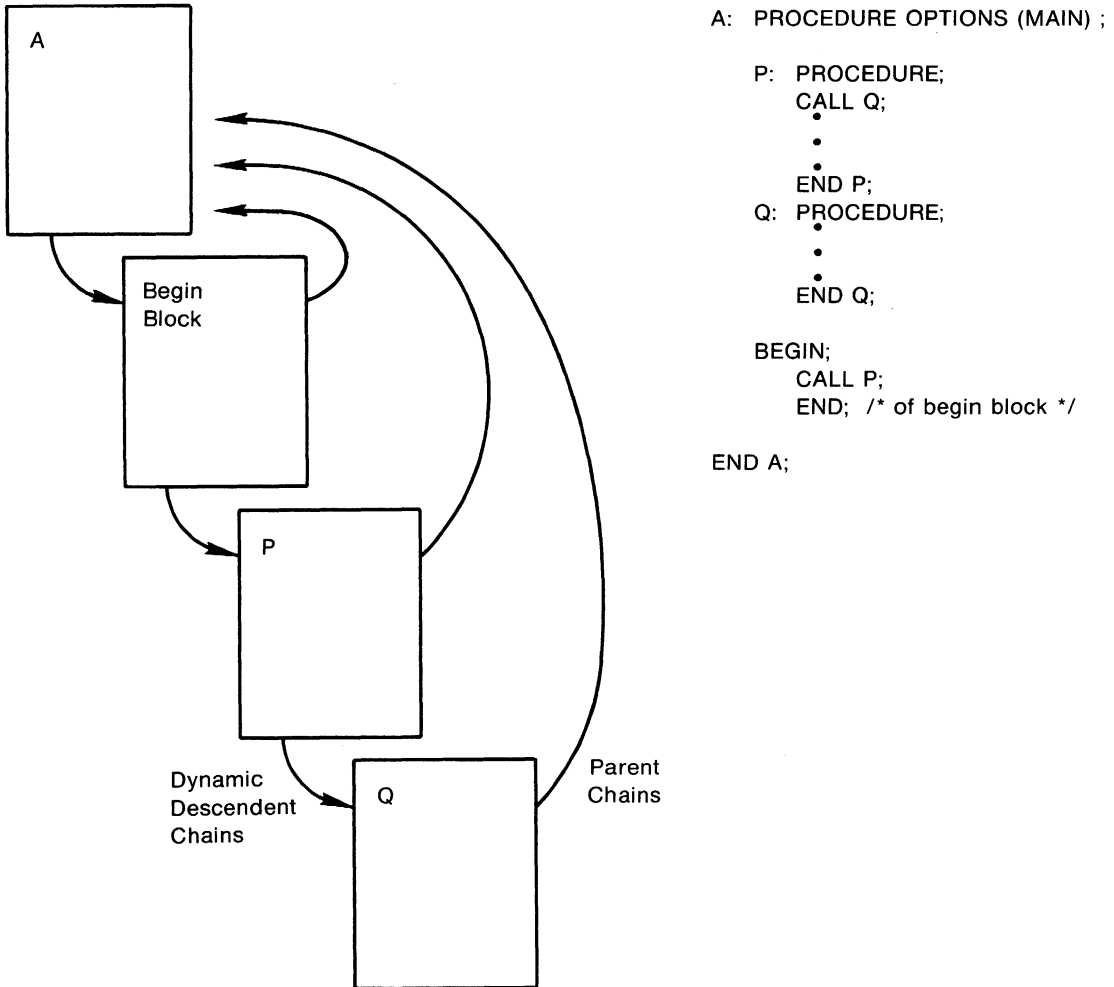 A
Begin
Block
P
Dynamic
Descendent
Chains
Q
Parent
Chains
A: PROCEDURE OPTIONS (MAIN) ;
P: PROCEDURE;
CALL Q;
•
•
•
END P;
Q: PROCEDURE;
•
•
•
END Q;
BEGIN;
CALL P;
END; /* of begin block */
END A;